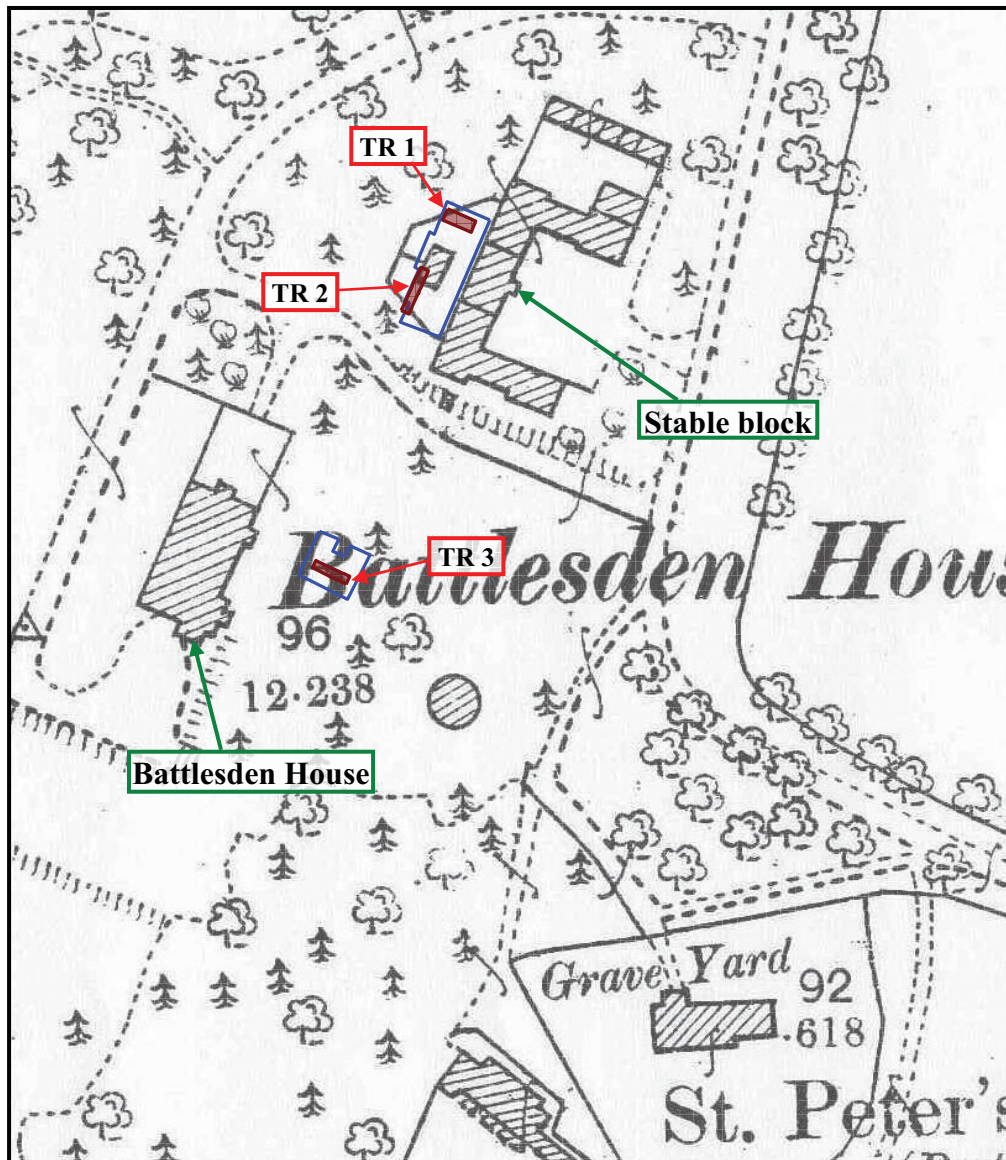 TR 1
TR 2
Stable block
Battlesden Hous
TR 3
96
12·238
Battlesden House
Grave Yard
92
·618
St. Peter's